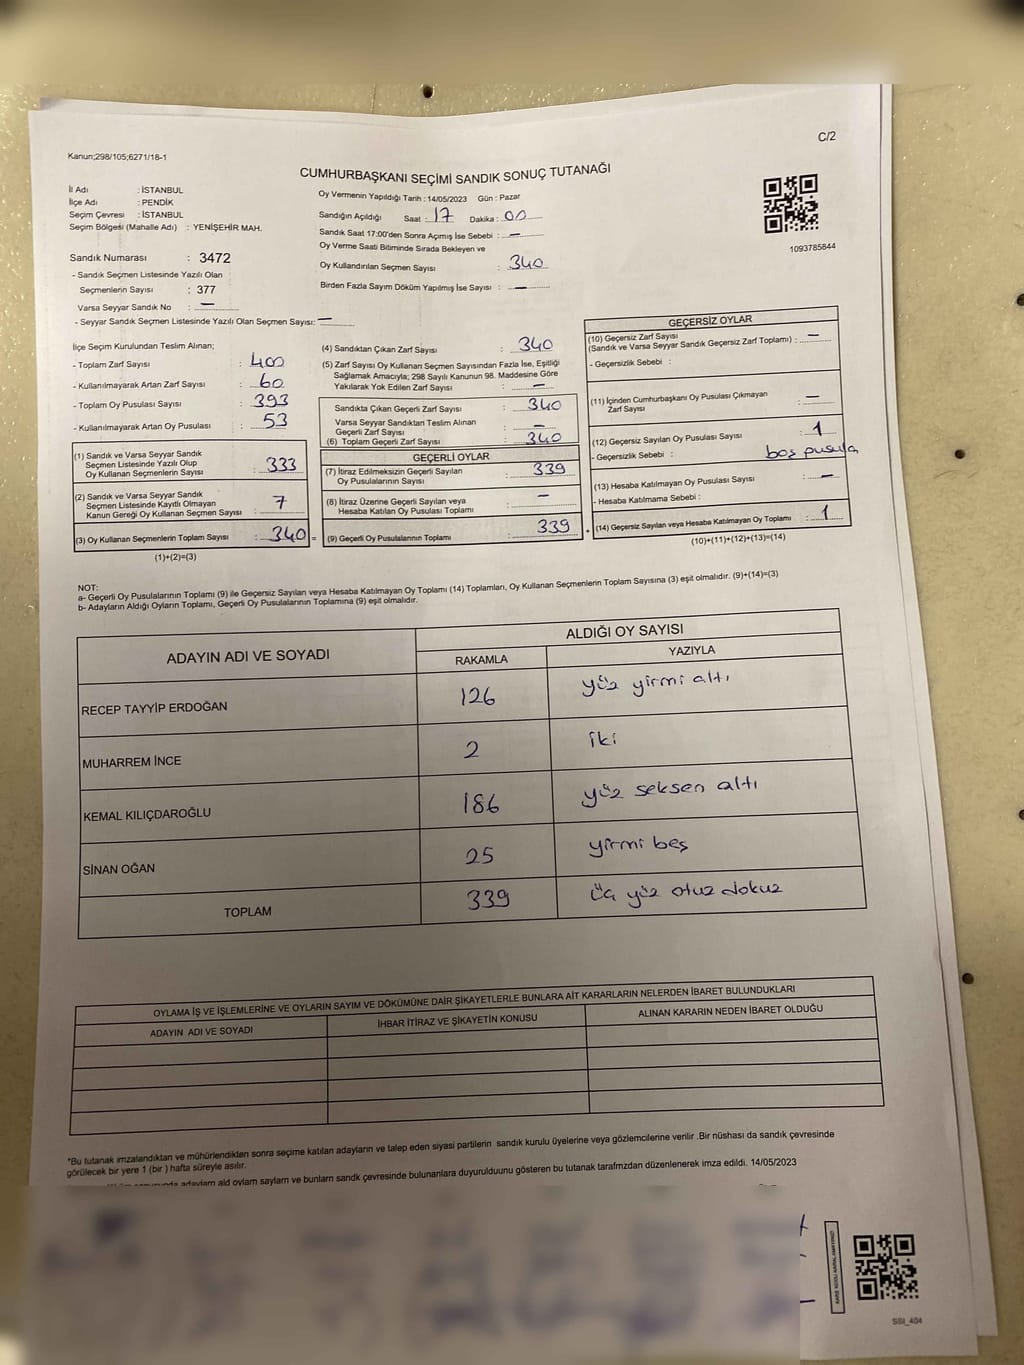 C/2
Kanun;298/105;6271/18-1
CUMHURBAŞKANI SEÇİMİ SANDIK SONUÇ TUTANAĞI
İl Adı : İSTANBUL
İlçe Adı : PENDİK
Seçim Çevresi : İSTANBUL
Seçim Bölgesi (Mahalle Adı) : YENİŞEHİR MAH.
Sandık Numarası : 3472
- Sandık Seçmen Listesinde Yazılı Olan
Seçmenlerin Sayısı : 377
Varsa Seyyar Sandık No : —
- Seyyar Sandık Seçmen Listesinde Yazılı Olan Seçmen Sayısı: —
Oy Vermenin Yapıldığı Tarih : 14/05/2023 Gün : Pazar
Sandığın Açıldığı Saat : 17 Dakika : 00
Sandık Saat 17:00'den Sonra Açımış İse Sebebi : —
Oy Verme Saati Bitiminde Sırada Bekleyen ve
Oy Kullandırılan Seçmen Sayısı : 340
Birden Fazla Sayım Döküm Yapılmış İse Sayısı : —
1093785844
İlçe Seçim Kurulundan Teslim Alınan;
- Toplam Zarf Sayısı : 400
- Kullanılmayarak Artan Zarf Sayısı : 60
- Toplam Oy Pusulası Sayısı : 393
- Kullanılmayarak Artan Oy Pusulası : 53
(1) Sandık ve Varsa Seyyar Sandık
Seçmen Listesinde Yazılı Olup
Oy Kullanan Seçmenlerin Sayısı : 333
(2) Sandık ve Varsa Seyyar Sandık
Seçmen Listesinde Kayıtlı Olmayan
Kanun Gereği Oy Kullanan Seçmen Sayısı : 7
(3) Oy Kullanan Seçmenlerin Toplam Sayısı : 340 =
(1)+(2)=(3)
(4) Sandıktan Çıkan Zarf Sayısı : 340
(5) Zarf Sayısı Oy Kullanan Seçmen Sayısından Fazla İse, Eşitliği
Sağlamak Amacıyla; 298 Sayılı Kanunun 98. Maddesine Göre
Yakılarak Yok Edilen Zarf Sayısı : —
Sandıkta Çıkan Geçerli Zarf Sayısı : 340
Varsa Seyyar Sandıktan Teslim Alınan
Geçerli Zarf Sayısı : —
(6) Toplam Geçerli Zarf Sayısı : 340
GEÇERLİ OYLAR
(7) İtiraz Edilmeksizin Geçerli Sayılan
Oy Pusulalarının Sayısı : 339
(8) İtiraz Üzerine Geçerli Sayılan veya
Hesaba Katılan Oy Pusulası Toplamı : —
(9) Geçerli Oy Pusulalarının Toplamı : 339 +
GEÇERSİZ OYLAR
(10) Geçersiz Zarf Sayısı
(Sandık ve Varsa Seyyar Sandık Geçersiz Zarf Toplamı) : —
- Geçersizlik Sebebi :
(11) İçinden Cumhurbaşkanı Oy Pusulası Çıkmayan
Zarf Sayısı : —
(12) Geçersiz Sayılan Oy Pusulası Sayısı : 1
- Geçersizlik Sebebi : boş pusula
(13) Hesaba Katılmayan Oy Pusulası Sayısı : —
- Hesaba Katılmama Sebebi :
(14) Geçersiz Sayılan veya Hesaba Katılmayan Oy Toplamı : 1
(10)+(11)+(12)+(13)=(14)
NOT:
a- Geçerli Oy Pusulalarının Toplamı (9) ile Geçersiz Sayılan veya Hesaba Katılmayan Oy Toplamı (14) Toplamları, Oy Kullanan Seçmenlerin Toplam Sayısına (3) eşit olmalıdır. (9)+(14)=(3)
b- Adayların Aldığı Oyların Toplamı, Geçerli Oy Pusulalarının Toplamına (9) eşit olmalıdır.
ADAYIN ADI VE SOYADI
ALDIĞI OY SAYISI
RAKAMLA YAZIYLA
RECEP TAYYİP ERDOĞAN 126 yüz yirmi altı
MUHARREM İNCE 2 iki
KEMAL KILIÇDAROĞLU 186 yüz seksen altı
SİNAN OĞAN 25 yirmi beş
TOPLAM 339 üç yüz otuz dokuz
OYLAMA İŞ VE İŞLEMLERİNE VE OYLARIN SAYIM VE DÖKÜMÜNE DAİR ŞİKAYETLERLE BUNLARA AİT KARARLARIN NELERDEN İBARET BULUNDUKLARI
ADAYIN ADI VE SOYADI İHBAR İTİRAZ VE ŞİKAYETİN KONUSU ALINAN KARARIN NEDEN İBARET OLDUĞU
*Bu tutanak imzalandıktan ve mühürlendikten sonra seçime katılan adayların ve talep eden siyasi partilerin sandık kurulu üyelerine veya gözlemcilerine verilir .Bir nüshası da sandık çevresinde
görülecek bir yere 1 (bir ) hafta süreyle asılır.
adayların ald oyların sayların ve bunların sandk çevresinde bulunanlara duyurulduunu gösteren bu tutanak tarafmzdan düzenlenerek imza edildi. 14/05/2023
SSI_404